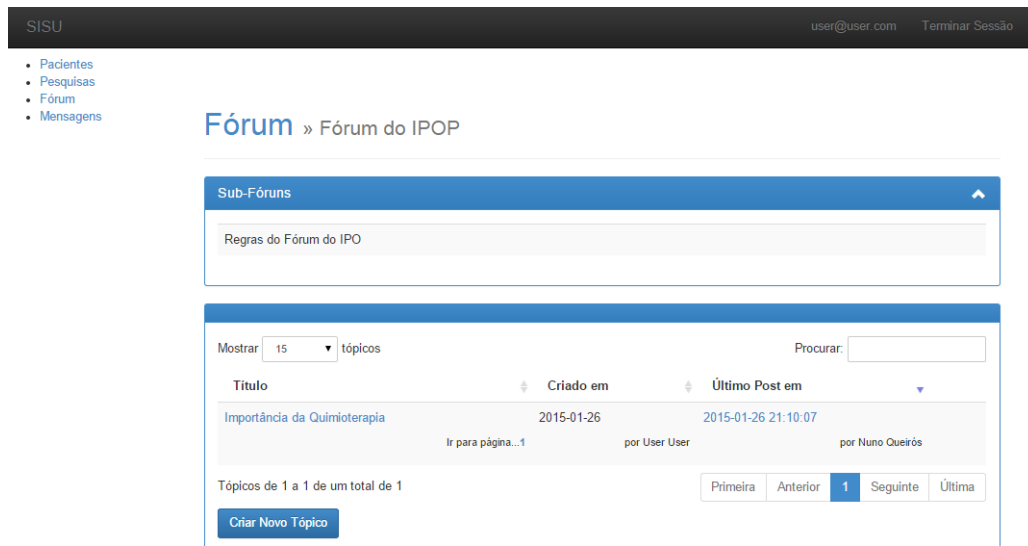 SISU user@user.com Terminar Sessão
Pacientes
Pesquisas
Fórum
Mensagens
Fórum » Fórum do IPOP
Sub-Fóruns
Regras do Fórum do IPO
Mostrar 15 tópicos Procurar:
Título Criado em Último Post em
Importância da Quimioterapia 2015-01-26 2015-01-26 21:10:07
Ir para página...1 por User User por Nuno Queirós
Tópicos de 1 a 1 de um total de 1 Primeira Anterior 1 Seguinte Última
Criar Novo Tópico